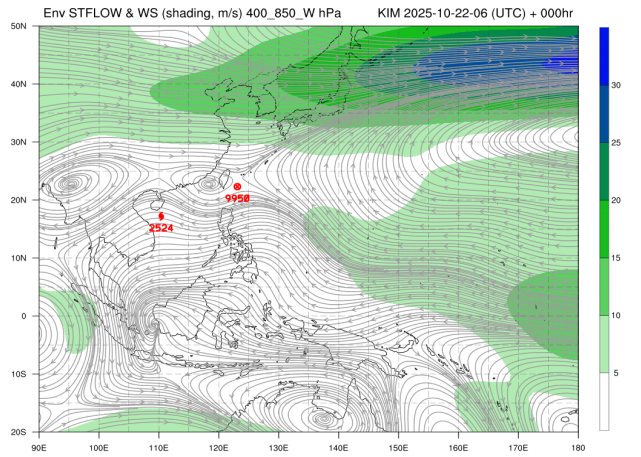 Env STFLOW & WS (shading, m/s) 400_850_W hPa KIM 2025-10-22-06 (UTC) + 000hr
50N
40N
30N
20N
10N
0
10S
20S
90E 100E 110E 120E 130E 140E 150E 160E 170E 180
9950
2524
30
25
20
15
10
5